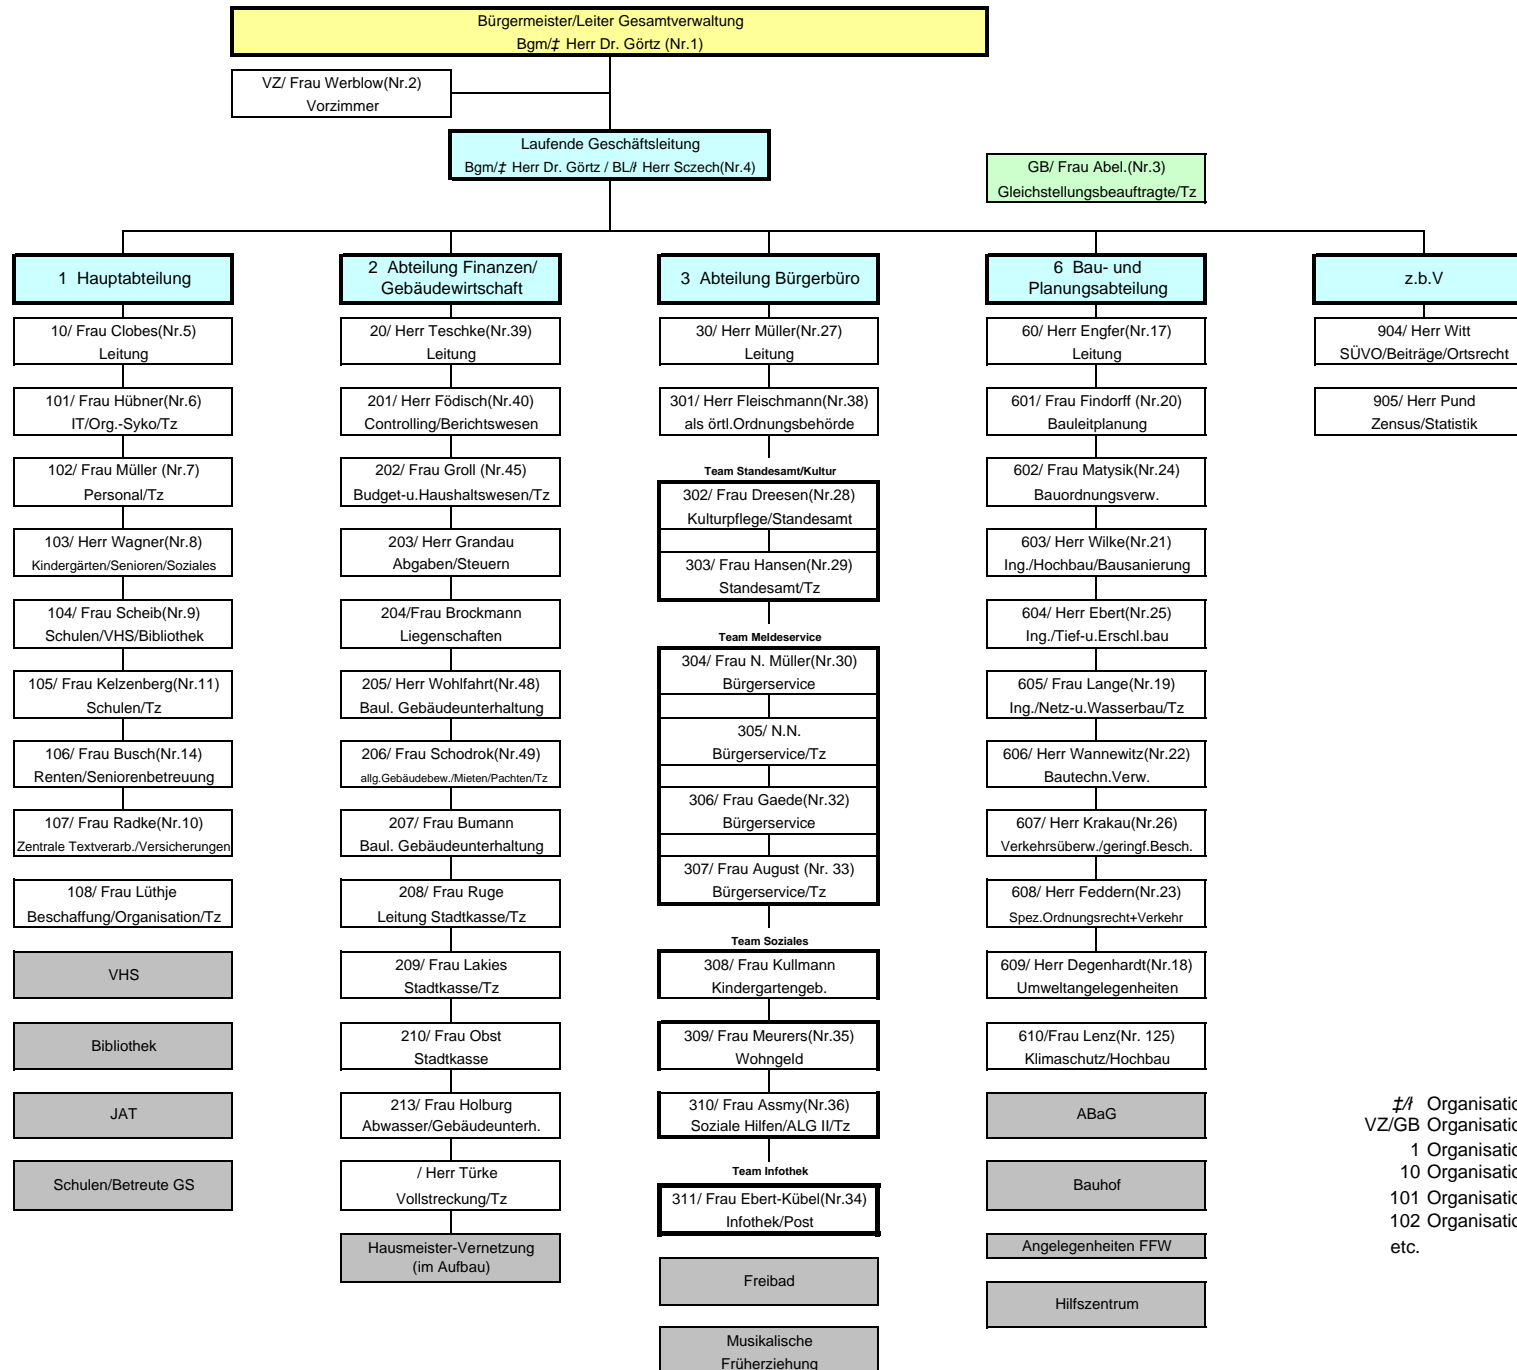 Bürgermeister/Leiter Gesamtverwaltung
Bgm/‡ Herr Dr. Görtz (Nr.1)
VZ/ Frau Werblow(Nr.2)
Vorzimmer
Laufende Geschäftsleitung
Bgm/‡ Herr Dr. Görtz / BL/ł Herr Sczech(Nr.4)
GB/ Frau Abel.(Nr.3)
Gleichstellungsbeauftragte/Tz
1 Hauptabteilung
10/ Frau Clobes(Nr.5)
Leitung
101/ Frau Hübner(Nr.6)
IT/Org.-Syko/Tz
102/ Frau Müller (Nr.7)
Personal/Tz
103/ Herr Wagner(Nr.8)
Kindergärten/Senioren/Soziales
104/ Frau Scheib(Nr.9)
Schulen/VHS/Bibliothek
105/ Frau Kelzenberg(Nr.11)
Schulen/Tz
106/ Frau Busch(Nr.14)
Renten/Seniorenbetreuung
107/ Frau Radke(Nr.10)
Zentrale Textverarb./Versicherungen
108/ Frau Lüthje
Beschaffung/Organisation/Tz
VHS
Bibliothek
JAT
Schulen/Betreute GS
2 Abteilung Finanzen/
Gebäudewirtschaft
20/ Herr Teschke(Nr.39)
Leitung
201/ Herr Födisch(Nr.40)
Controlling/Berichtswesen
202/ Frau Groll (Nr.45)
Budget-u.Haushaltswesen/Tz
203/ Herr Grandau
Abgaben/Steuern
204/Frau Brockmann
Liegenschaften
205/ Herr Wohlfahrt(Nr.48)
Baul. Gebäudeunterhaltung
206/ Frau Schodrok(Nr.49)
allg.Gebäudebew./Mieten/Pachten/Tz
207/ Frau Bumann
Baul. Gebäudeunterhaltung
208/ Frau Ruge
Leitung Stadtkasse/Tz
209/ Frau Lakies
Stadtkasse/Tz
210/ Frau Obst
Stadtkasse
213/ Frau Holburg
Abwasser/Gebäudeunterh.
/ Herr Türke
Vollstreckung/Tz
Hausmeister-Vernetzung
(im Aufbau)
3 Abteilung Bürgerbüro
30/ Herr Müller(Nr.27)
Leitung
301/ Herr Fleischmann(Nr.38)
als örtl.Ordnungsbehörde
Team Standesamt/Kultur
302/ Frau Dreesen(Nr.28)
Kulturpflege/Standesamt
303/ Frau Hansen(Nr.29)
Standesamt/Tz
Team Meldeservice
304/ Frau N. Müller(Nr.30)
Bürgerservice
305/ N.N.
Bürgerservice/Tz
306/ Frau Gaede(Nr.32)
Bürgerservice
307/ Frau August (Nr. 33)
Bürgerservice/Tz
Team Soziales
308/ Frau Kullmann
Kindergartengeb.
309/ Frau Meurers(Nr.35)
Wohngeld
310/ Frau Assmy(Nr.36)
Soziale Hilfen/ALG II/Tz
Team Infothek
311/ Frau Ebert-Kübel(Nr.34)
Infothek/Post
Freibad
Musikalische
Früherziehung
6 Bau- und
Planungsabteilung
60/ Herr Engfer(Nr.17)
Leitung
601/ Frau Findorff (Nr.20)
Bauleitplanung
602/ Frau Matysik(Nr.24)
Bauordnungsverw.
603/ Herr Wilke(Nr.21)
Ing./Hochbau/Bausanierung
604/ Herr Ebert(Nr.25)
Ing./Tief-u.Erschl.bau
605/ Frau Lange(Nr.19)
Ing./Netz-u.Wasserbau/Tz
606/ Herr Wannewitz(Nr.22)
Bautechn.Verw.
607/ Herr Krakau(Nr.26)
Verkehrsüberw./geringf.Besch.
608/ Herr Feddern(Nr.23)
Spez.Ordnungsrecht+Verkehr
609/ Herr Degenhardt(Nr.18)
Umweltangelegenheiten
610/Frau Lenz(Nr. 125)
Klimaschutz/Hochbau
ABaG
Bauhof
Angelegenheiten FFW
Hilfszentrum
z.b.V
904/ Herr Witt
SÜVO/Beiträge/Ortsrecht
905/ Herr Pund
Zensus/Statistik
‡/ł Organisatio
VZ/GB Organisatio
1 Organisatio
10 Organisatio
101 Organisatio
102 Organisatio
etc.